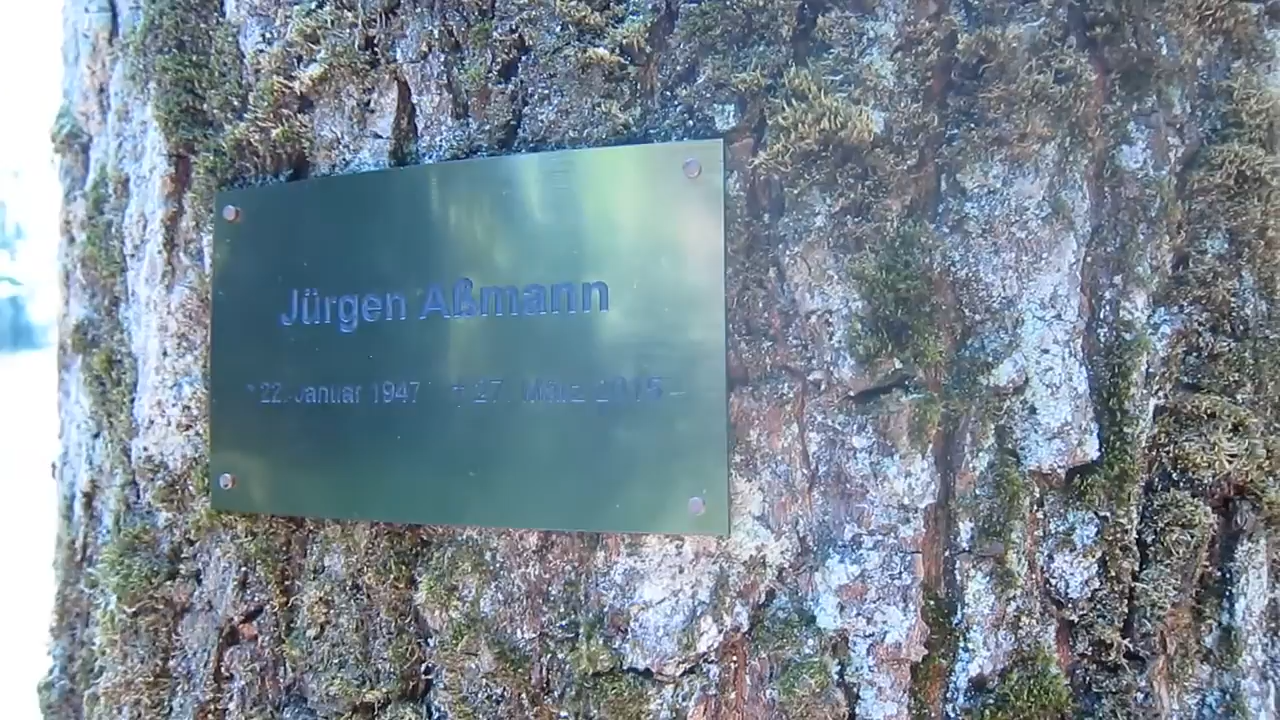 Jürgen Aßmann
* 22. Januar 1947 † 27. März 2015